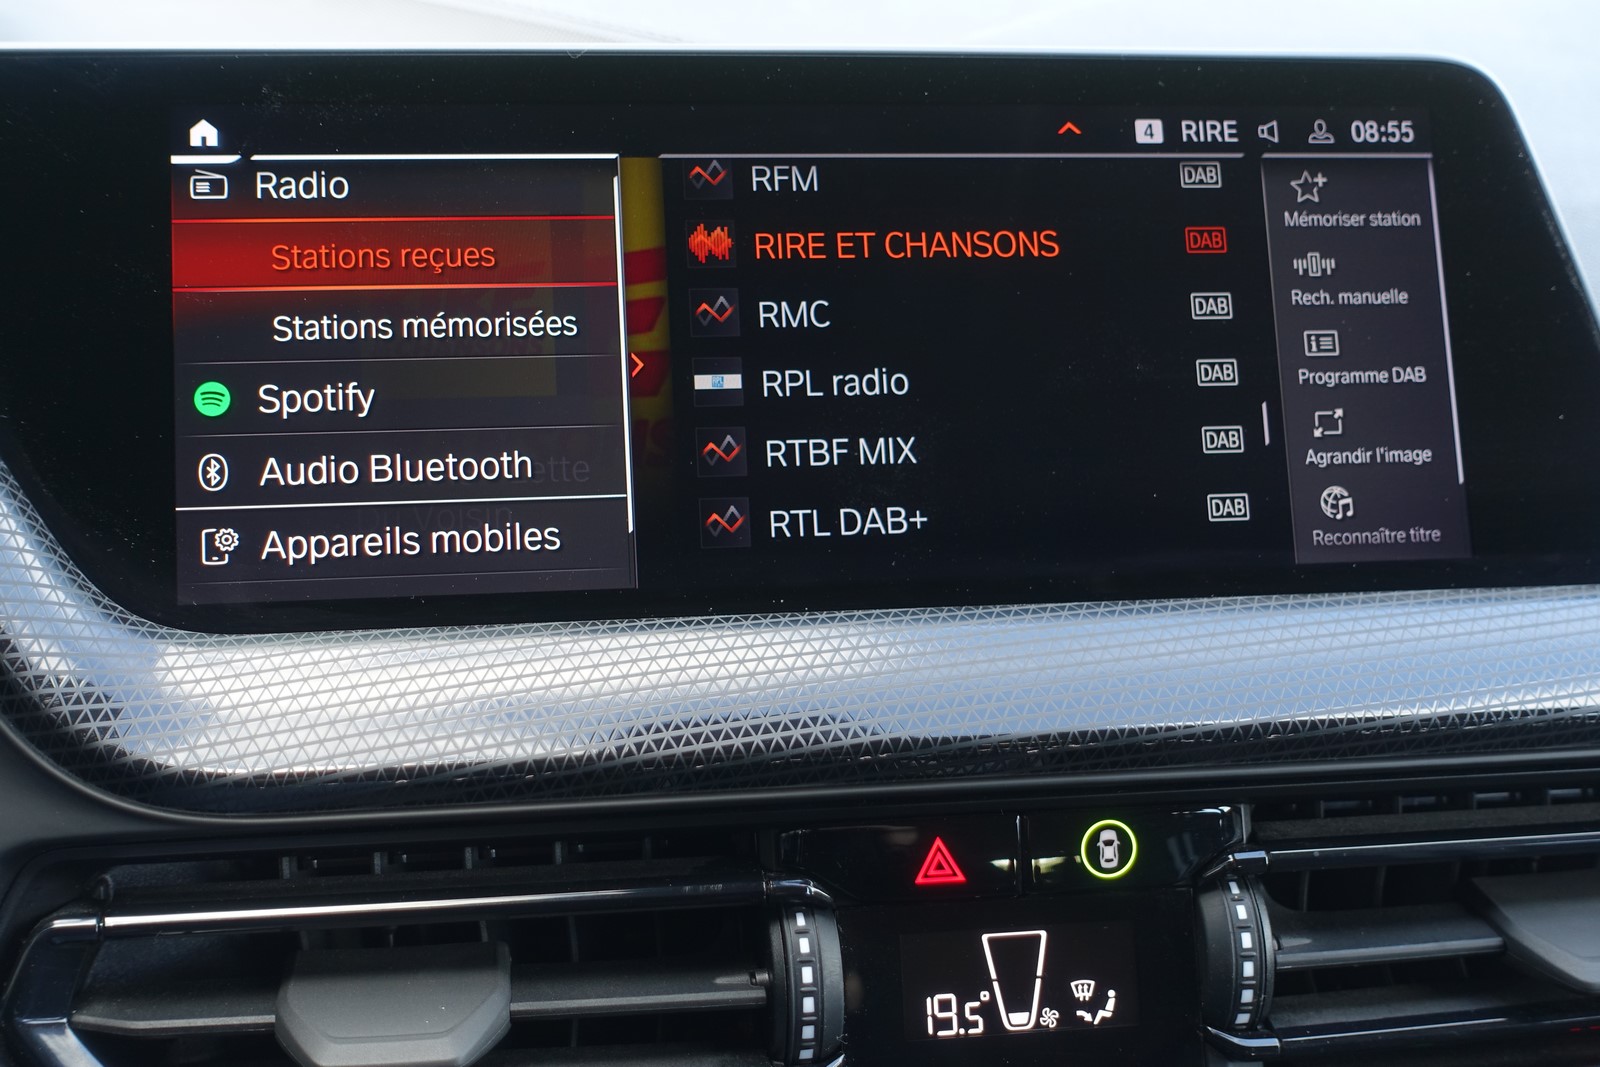 4 RIRE 08:55
Radio
Stations reçues
Stations mémorisées
Spotify
Audio Bluetooth
Appareils mobiles
RFM DAB
RIRE ET CHANSONS DAB
RMC DAB
RPL radio DAB
RTBF MIX DAB
RTL DAB+ DAB
Mémoriser station
Rech. manuelle
Programme DAB
Agrandir l'image
Reconnaître titre
19.5°